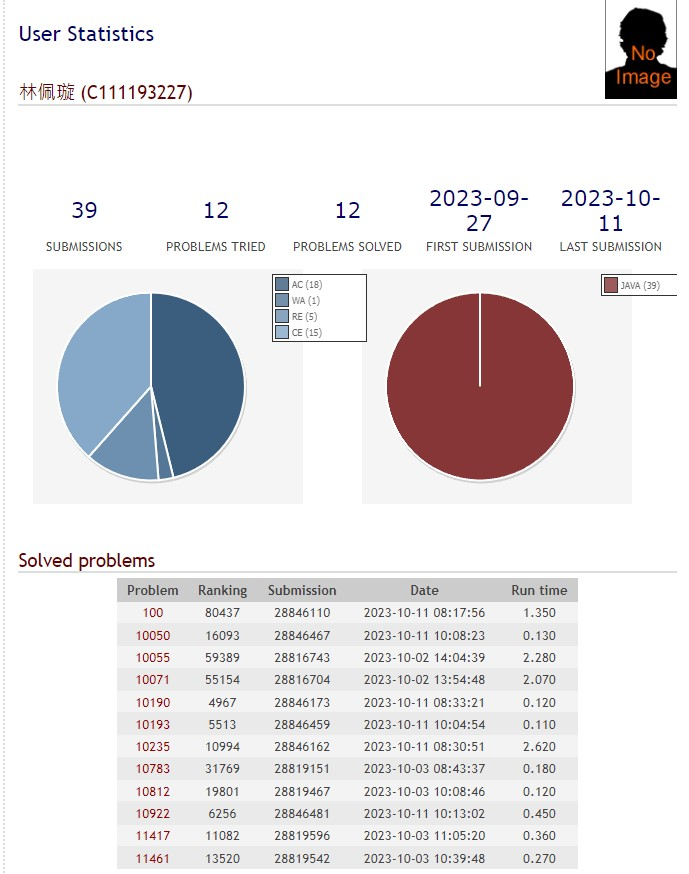 User Statistics
No
Image
林佩璇 (C111193227)
39
SUBMISSIONS
12
PROBLEMS TRIED
12
PROBLEMS SOLVED
2023-09-
27
FIRST SUBMISSION
2023-10-
11
LAST SUBMISSION
AC (18)
WA (1)
RE (5)
CE (15)
JAVA (39)
Solved problems
Problem Ranking Submission Date Run time
100 80437 28846110 2023-10-11 08:17:56 1.350
10050 16093 28846467 2023-10-11 10:08:23 0.130
10055 59389 28816743 2023-10-02 14:04:39 2.280
10071 55154 28816704 2023-10-02 13:54:48 2.070
10190 4967 28846173 2023-10-11 08:33:21 0.120
10193 5513 28846459 2023-10-11 10:04:54 0.110
10235 10994 28846162 2023-10-11 08:30:51 2.620
10783 31769 28819151 2023-10-03 08:43:37 0.180
10812 19801 28819467 2023-10-03 10:08:46 0.120
10922 6256 28846481 2023-10-11 10:13:02 0.450
11417 11082 28819596 2023-10-03 11:05:20 0.360
11461 13520 28819542 2023-10-03 10:39:48 0.270